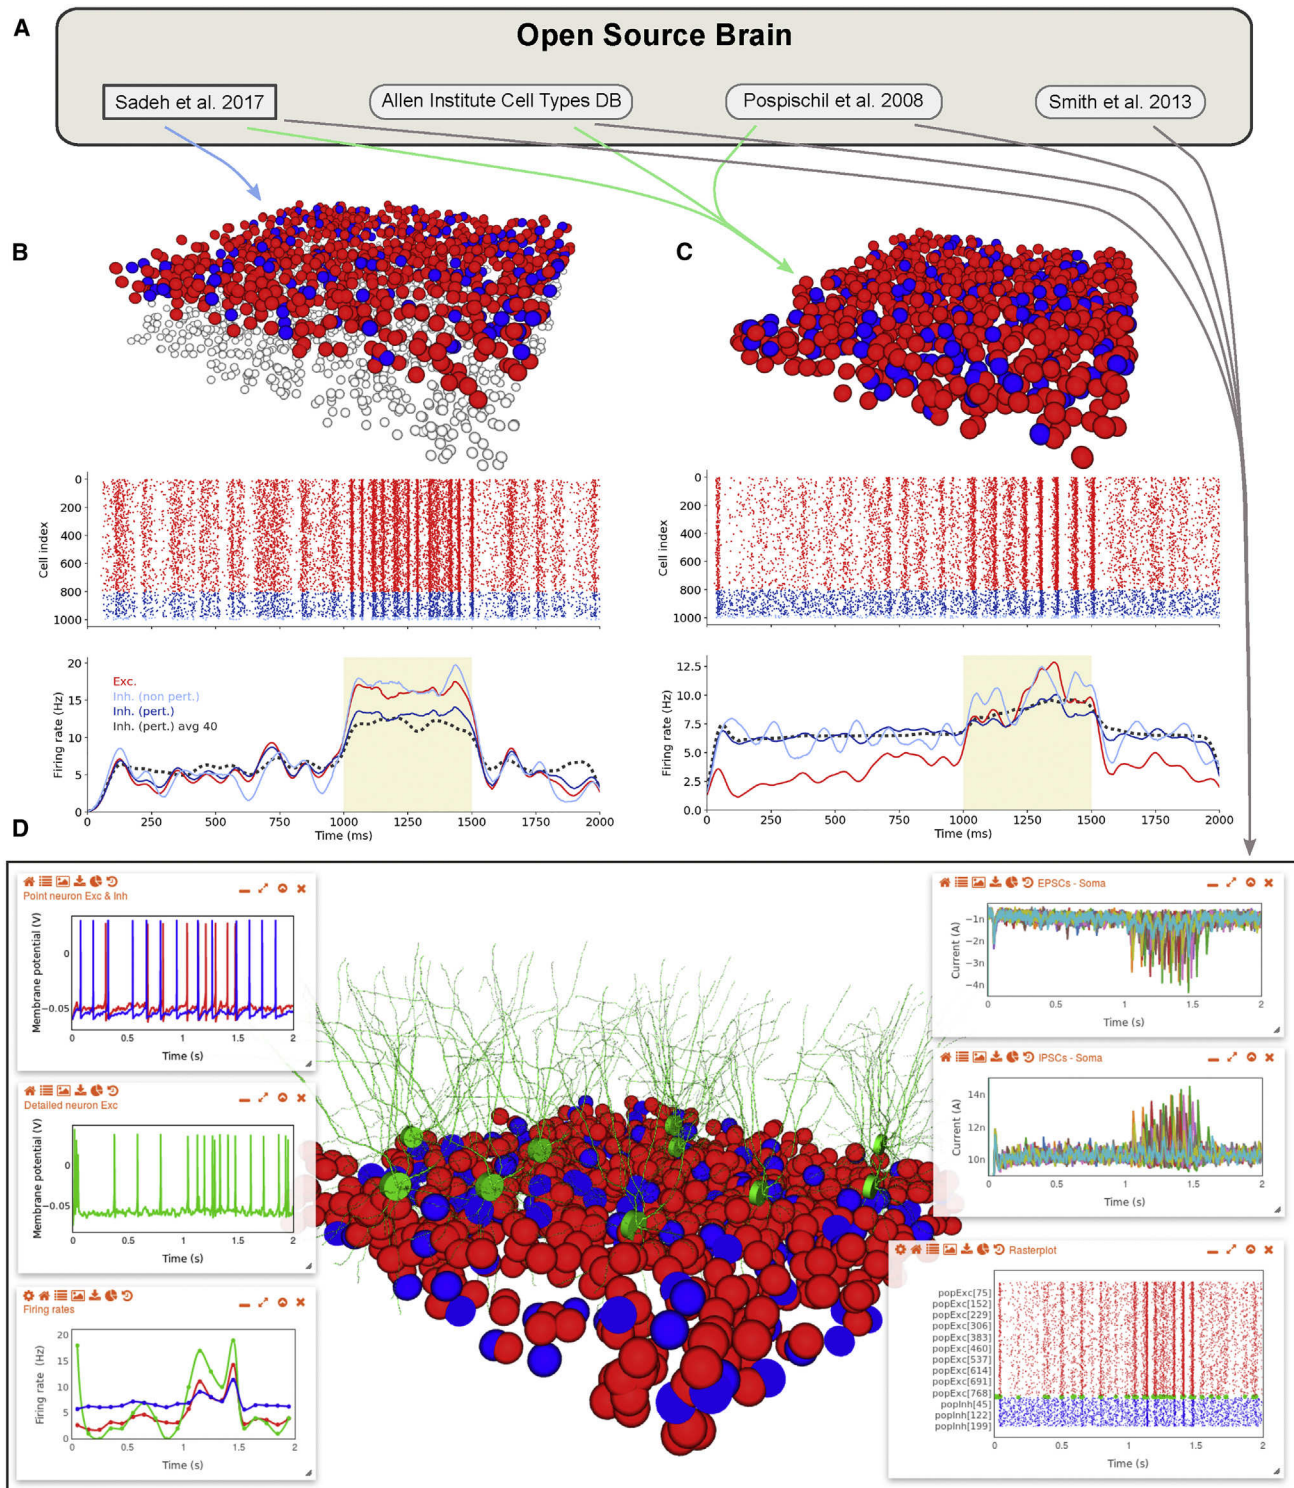 A
Open Source Brain
Sadeh et al. 2017
Allen Institute Cell Types DB
Pospischil et al. 2008
Smith et al. 2013
B
C
0
200
400
600
800
1000
Cell index
0
200
400
600
800
1000
Cell index
20
15
10
5
0
Firing rate (Hz)
Exc.
Inh. (non pert.)
Inh. (pert.)
Inh. (pert.) avg 40
0 250 500 750 1000 1250 1500 1750 2000
Time (ms)
12.5
10.0
7.5
5.0
2.5
0.0
Firing rate (Hz)
0 250 500 750 1000 1250 1500 1750 2000
Time (ms)
D
Point neuron Exc & Inh
Membrane potential (V)
0
−0.05
0 0.5 1 1.5 2
Time (s)
Detailed neuron Exc
Membrane potential (V)
0
−0.05
0 0.5 1 1.5 2
Time (s)
Firing rates
Firing rate (Hz)
20
15
10
5
0
0 0.5 1 1.5 2
Time (s)
EPSCs - Soma
Current (A)
−1n
−2n
−3n
−4n
0 0.5 1 1.5 2
Time (s)
IPSCs - Soma
Current (A)
14n
12n
10n
0 0.5 1 1.5 2
Time (s)
Rasterplot
popExc[75]
popExc[152]
popExc[229]
popExc[306]
popExc[383]
popExc[460]
popExc[537]
popExc[614]
popExc[691]
popExc[768]
popInh[45]
popInh[122]
popInh[199]
0 0.5 1 1.5 2
Time (s)